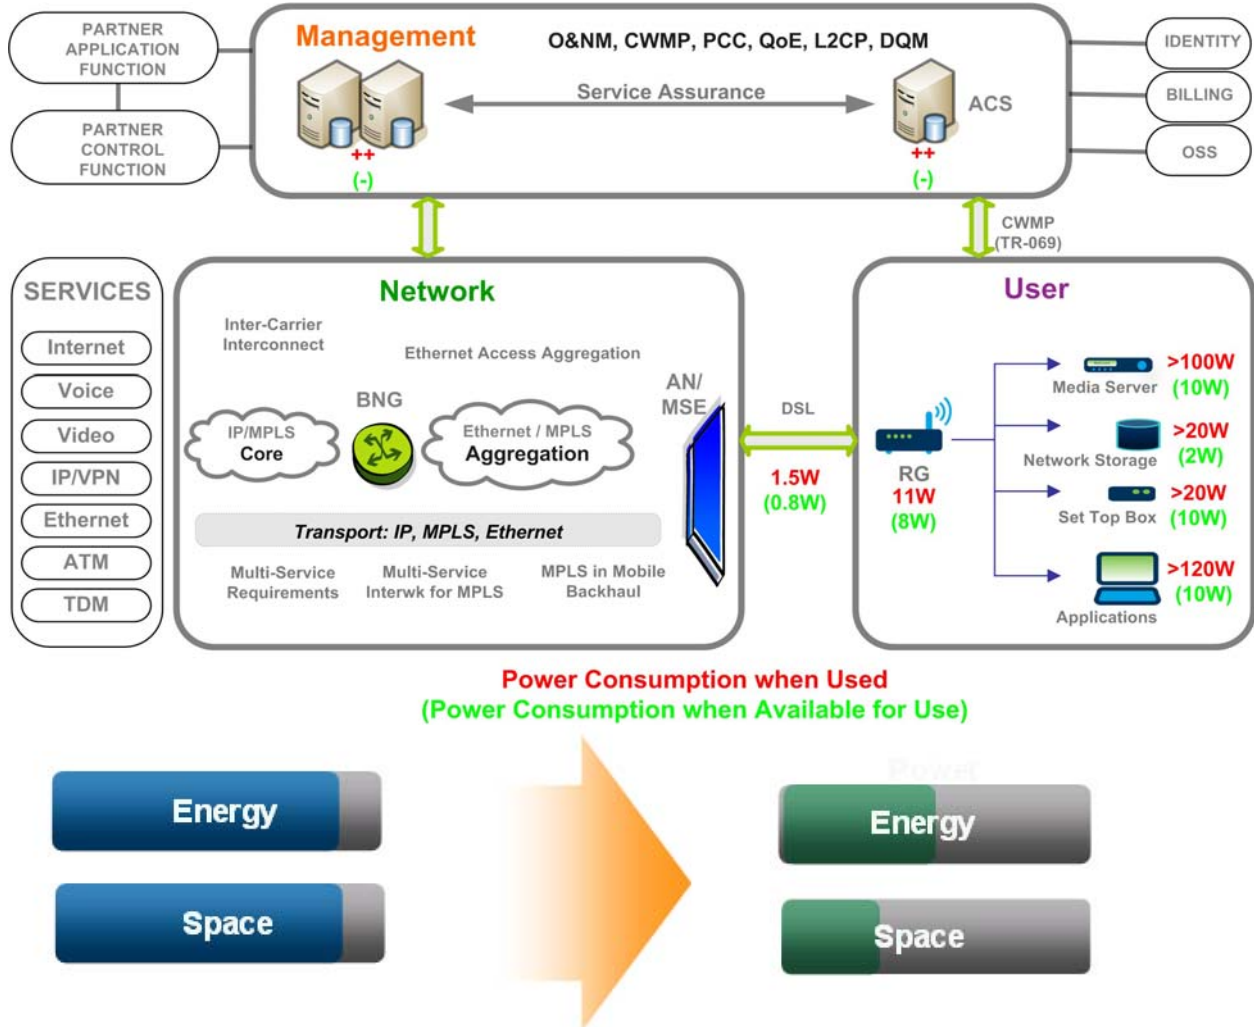 PARTNER
APPLICATION
FUNCTION
PARTNER
CONTROL
FUNCTION
Management
O&NM, CWMP, PCC, QoE, L2CP, DQM
Service Assurance
ACS
++
(-)
++
(-)
IDENTITY
BILLING
OSS
CWMP
(TR-069)
SERVICES
Internet
Voice
Video
IP/VPN
Ethernet
ATM
TDM
Network
Inter-Carrier
Interconnect
Ethernet Access Aggregation
AN/
MSE
BNG
IP/MPLS
Core
Ethernet / MPLS
Aggregation
Transport: IP, MPLS, Ethernet
Multi-Service
Requirements
Multi-Service
Interwk for MPLS
MPLS in Mobile
Backhaul
DSL
1.5W
(0.8W)
User
RG
11W
(8W)
Media Server
>100W
(10W)
Network Storage
>20W
(2W)
Set Top Box
>20W
(10W)
Applications
>120W
(10W)
Power Consumption when Used
(Power Consumption when Available for Use)
Energy
Space
Power
Energy
Space